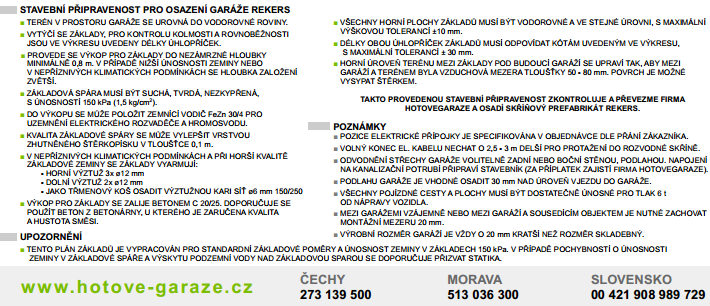 STAVEBNÍ PŘIPRAVENOST PRO OSAZENÍ GARÁŽE REKERS
TERÉN V PROSTORU GARÁŽE SE UROVNÁ DO VODOROVNÉ ROVINY.
VYTÝČÍ SE ZÁKLADY, PRO KONTROLU KOLMOSTI A ROVNOBĚŽNOSTI
JSOU VE VÝKRESU UVEDENY DÉLKY ÚHLOPŘÍČEK.
PROVEDE SE VÝKOP PRO ZÁKLADY DO NEZÁMRZNÉ HLOUBKY
MINIMÁLNĚ 0,8 m. V PŘÍPADĚ NIŽŠÍ ÚNOSNOSTI ZEMINY NEBO
V NEPŘÍZNIVÝCH KLIMATICKÝCH PODMÍNKÁCH SE HLOUBKA ZALOŽENÍ
ZVĚTŠÍ.
ZÁKLADOVÁ SPÁRA MUSÍ BÝT SUCHÁ, TVRDÁ, NEZKYPŘENÁ,
S ÚNOSNOSTÍ 150 kPa (1,5 kg/cm²).
DO VÝKOPU SE MŮŽE POLOŽIT ZEMNÍCÍ VODIČ FeZn 30/4 PRO
UZEMNĚNÍ ELEKTRICKÉHO ROZVADĚČE A HROMOSVODU.
KVALITA ZÁKLADOVÉ SPÁRY SE MŮŽE VYLEPŠIT VRSTVOU
ZHUTNĚNÉHO ŠTĚRKOPÍSKU V TLOUŠŤCE 0,1 m.
V NEPŘÍZNIVÝCH KLIMATICKÝCH PODMÍNKÁCH A PŘI HORŠÍ KVALITĚ
ZÁKLADOVÉ ZEMINY SE ZÁKLADY VYARMUJÍ:
• HORNÍ VÝZTUŽ 3x ø12 mm
• DOLNÍ VÝZTUŽ 2x ø12 mm
• JAKO TŘMENOVÝ KOŠ OSADIT VÝZTUŽNOU KARI SÍŤ ø6 mm 150/250
VÝKOP PRO ZÁKLADY SE ZALIJE BETONEM C 20/25. DOPORUČUJE SE
POUŽÍT BETON Z BETONÁRNY, U KTERÉHO JE ZARUČENA KVALITA
A HUSTOTA SMĚSI.
VŠECHNY HORNÍ PLOCHY ZÁKLADŮ MUSÍ BÝT VODOROVNÉ A VE STEJNÉ ÚROVNI, S MAXIMÁLNÍ
VÝŠKOVOU TOLERANCÍ ±10 mm.
DÉLKY OBOU ÚHLOPŘÍČEK ZÁKLADŮ MUSÍ ODPOVÍDAT KÓTÁM UVEDENÝM VE VÝKRESU,
S MAXIMÁLNÍ TOLERANCÍ ± 30 mm.
HORNÍ ÚROVEŇ TERÉNU MEZI ZÁKLADY POD BUDOUCÍ GARÁŽÍ SE UPRAVÍ TAK, ABY MEZI
GARÁŽÍ A TERÉNEM BYLA VZDUCHOVÁ MEZERA TLOUŠŤKY 50 - 80 mm. POVRCH JE MOŽNÉ
VYSYPAT ŠTĚRKEM.
TAKTO PROVEDENOU STAVEBNÍ PŘIPRAVENOST ZKONTROLUJE A PŘEVEZME FIRMA
HOTOVEGARAZE A OSADÍ SKŘÍŇOVÝ PREFABRIKÁT REKERS.
POZNÁMKY
POZICE ELEKTRICKÉ PŘÍPOJKY JE SPECIFIKOVÁNA V OBJEDNÁVCE DLE PŘÁNÍ ZÁKAZNÍKA.
VOLNÝ KONEC EL. KABELU NECHAT O 2,5 - 3 m DELŠÍ PRO PROTAŽENÍ DO ROZVODNÉ SKŘÍNĚ.
ODVODNĚNÍ STŘECHY GARÁŽE VOLITELNĚ ZADNÍ NEBO BOČNÍ STĚNOU, PODLAHOU. NAPOJENÍ
NA KANALIZAČNÍ POTRUBÍ PŘIPRAVÍ STAVEBNÍK (ZA PŘÍPLATEK ZAJISTÍ FIRMA HOTOVEGARAZE).
PODLAHU GARÁŽE JE VHODNÉ OSADIT 30 mm NAD ÚROVEŇ VJEZDU DO GARÁŽE.
VŠECHNY POJÍZDNÉ CESTY A PLOCHY MUSÍ BÝT DOSTATEČNĚ ÚNOSNÉ PRO TLAK 6 t
OD NÁPRAVY VOZIDLA.
MEZI GARÁŽEMI VZÁJEMNĚ NEBO MEZI GARÁŽÍ A SOUSEDÍCÍM OBJEKTEM JE NUTNÉ ZACHOVAT
MONTÁŽNÍ MEZERU 20 mm.
VÝROBNÍ ROZMĚR GARÁŽE JE VŽDY O 20 mm KRATŠÍ NEŽ ROZMĚR SKLADEBNÝ.
UPOZORNĚNÍ
TENTO PLÁN ZÁKLADŮ JE VYPRACOVÁN PRO STANDARDNÍ ZÁKLADOVÉ POMĚRY A ÚNOSNOST ZEMINY V ZÁKLADECH 150 kPa. V PŘÍPADĚ POCHYBNOSTÍ O ÚNOSNOSTI
ZEMINY V ZÁKLADOVÉ SPÁŘE A VÝSKYTU PODZEMNÍ VODY NAD ZÁKLADOVOU SPAROU SE DOPORUČUJE PŘIZVAT STATIKA.
www.hotove-garaze.cz
ČECHY
273 139 500
MORAVA
513 036 300
SLOVENSKO
00 421 908 989 729